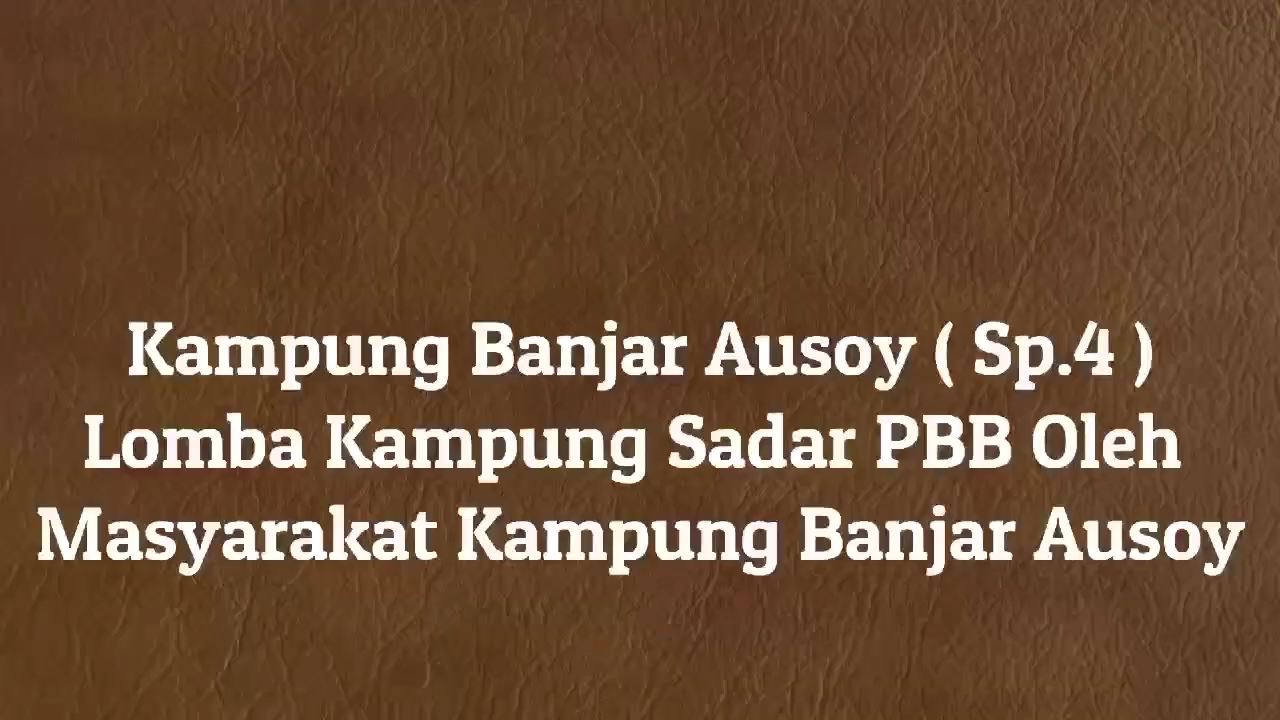 Kampung Banjar Ausoy ( Sp.4 )
Lomba Kampung Sadar PBB Oleh
Masyarakat Kampung Banjar Ausoy